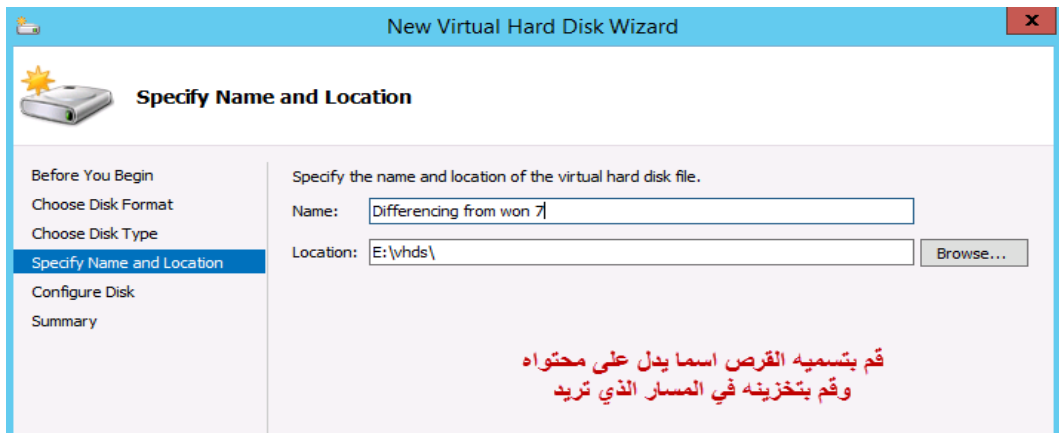 New Virtual Hard Disk Wizard
x
Specify Name and Location
Before You Begin
Choose Disk Format
Choose Disk Type
Specify Name and Location
Configure Disk
Summary
Specify the name and location of the virtual hard disk file.
Name: Differencing from won 7
Location: E:\vhds\ Browse...
قم بتسميه القرص اسما يدل على محتواه
وقم بتخزينه في المسار الذي تريد